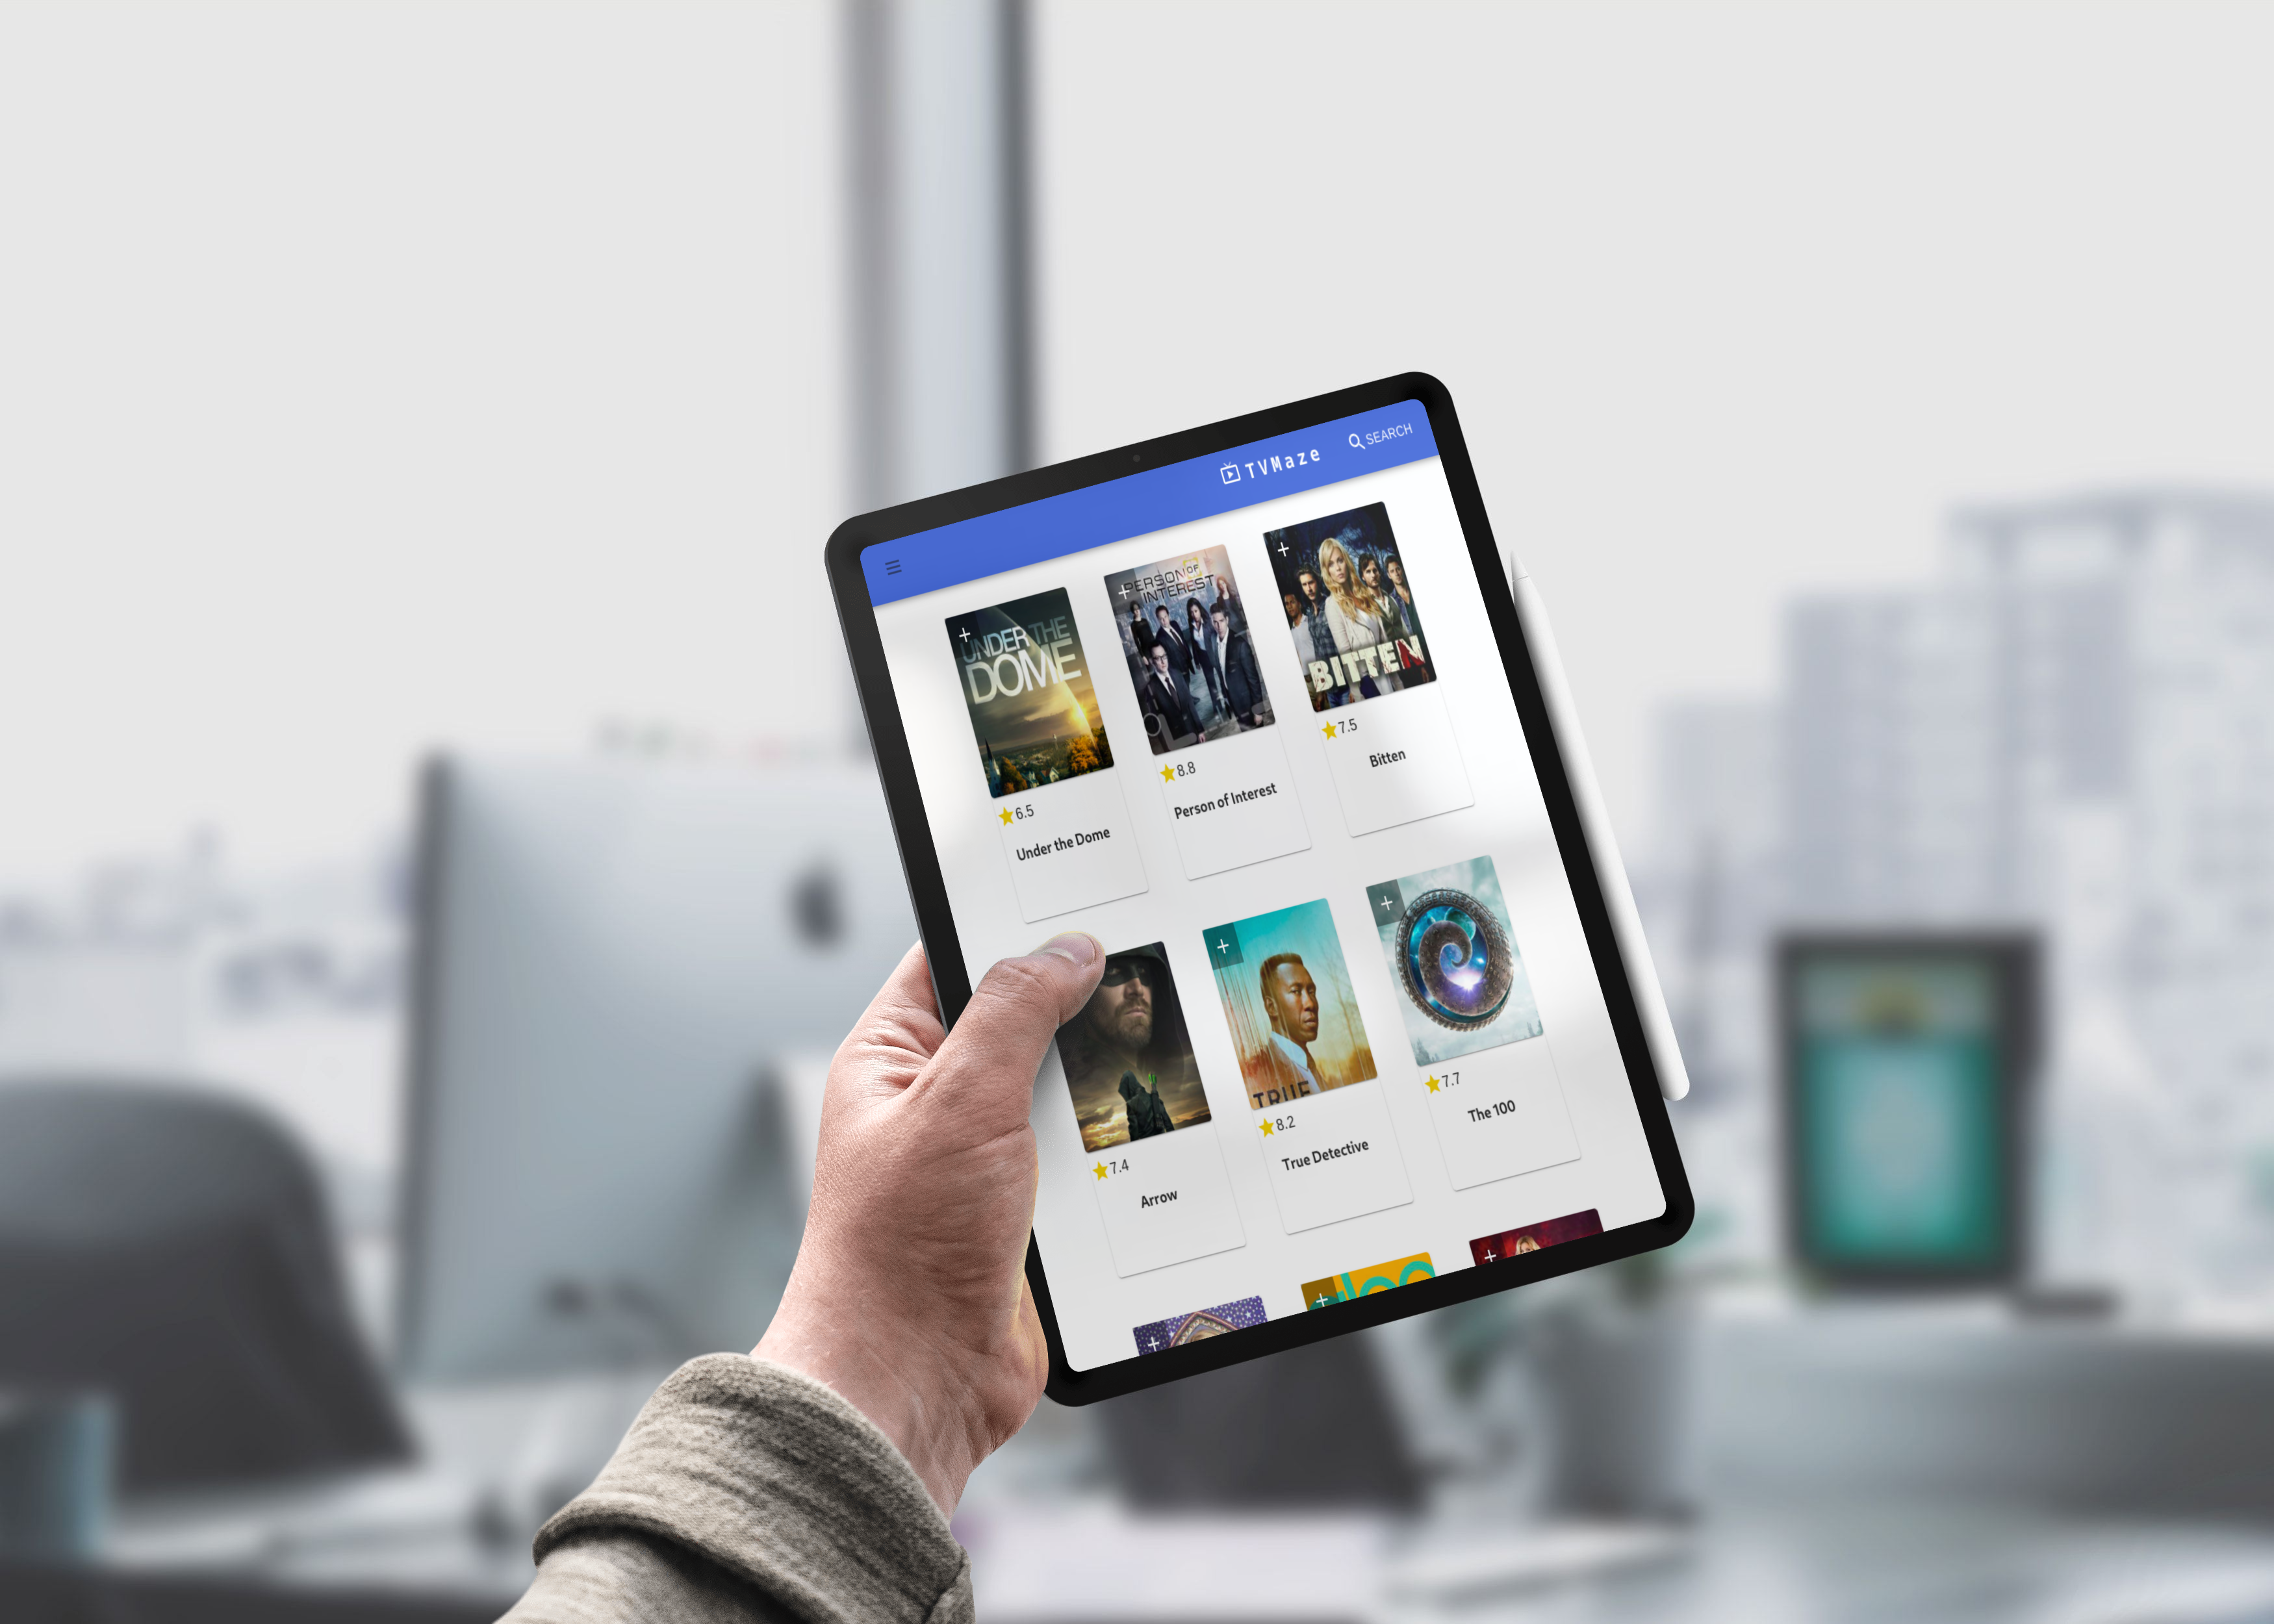 TVMaze
SEARCH
UNDER THE
DOME
6.5
Under the Dome
PERSON OF
INTEREST
8.8
Person of Interest
BITTEN
7.5
Bitten
7.4
Arrow
TRUE
8.2
True Detective
7.7
The 100